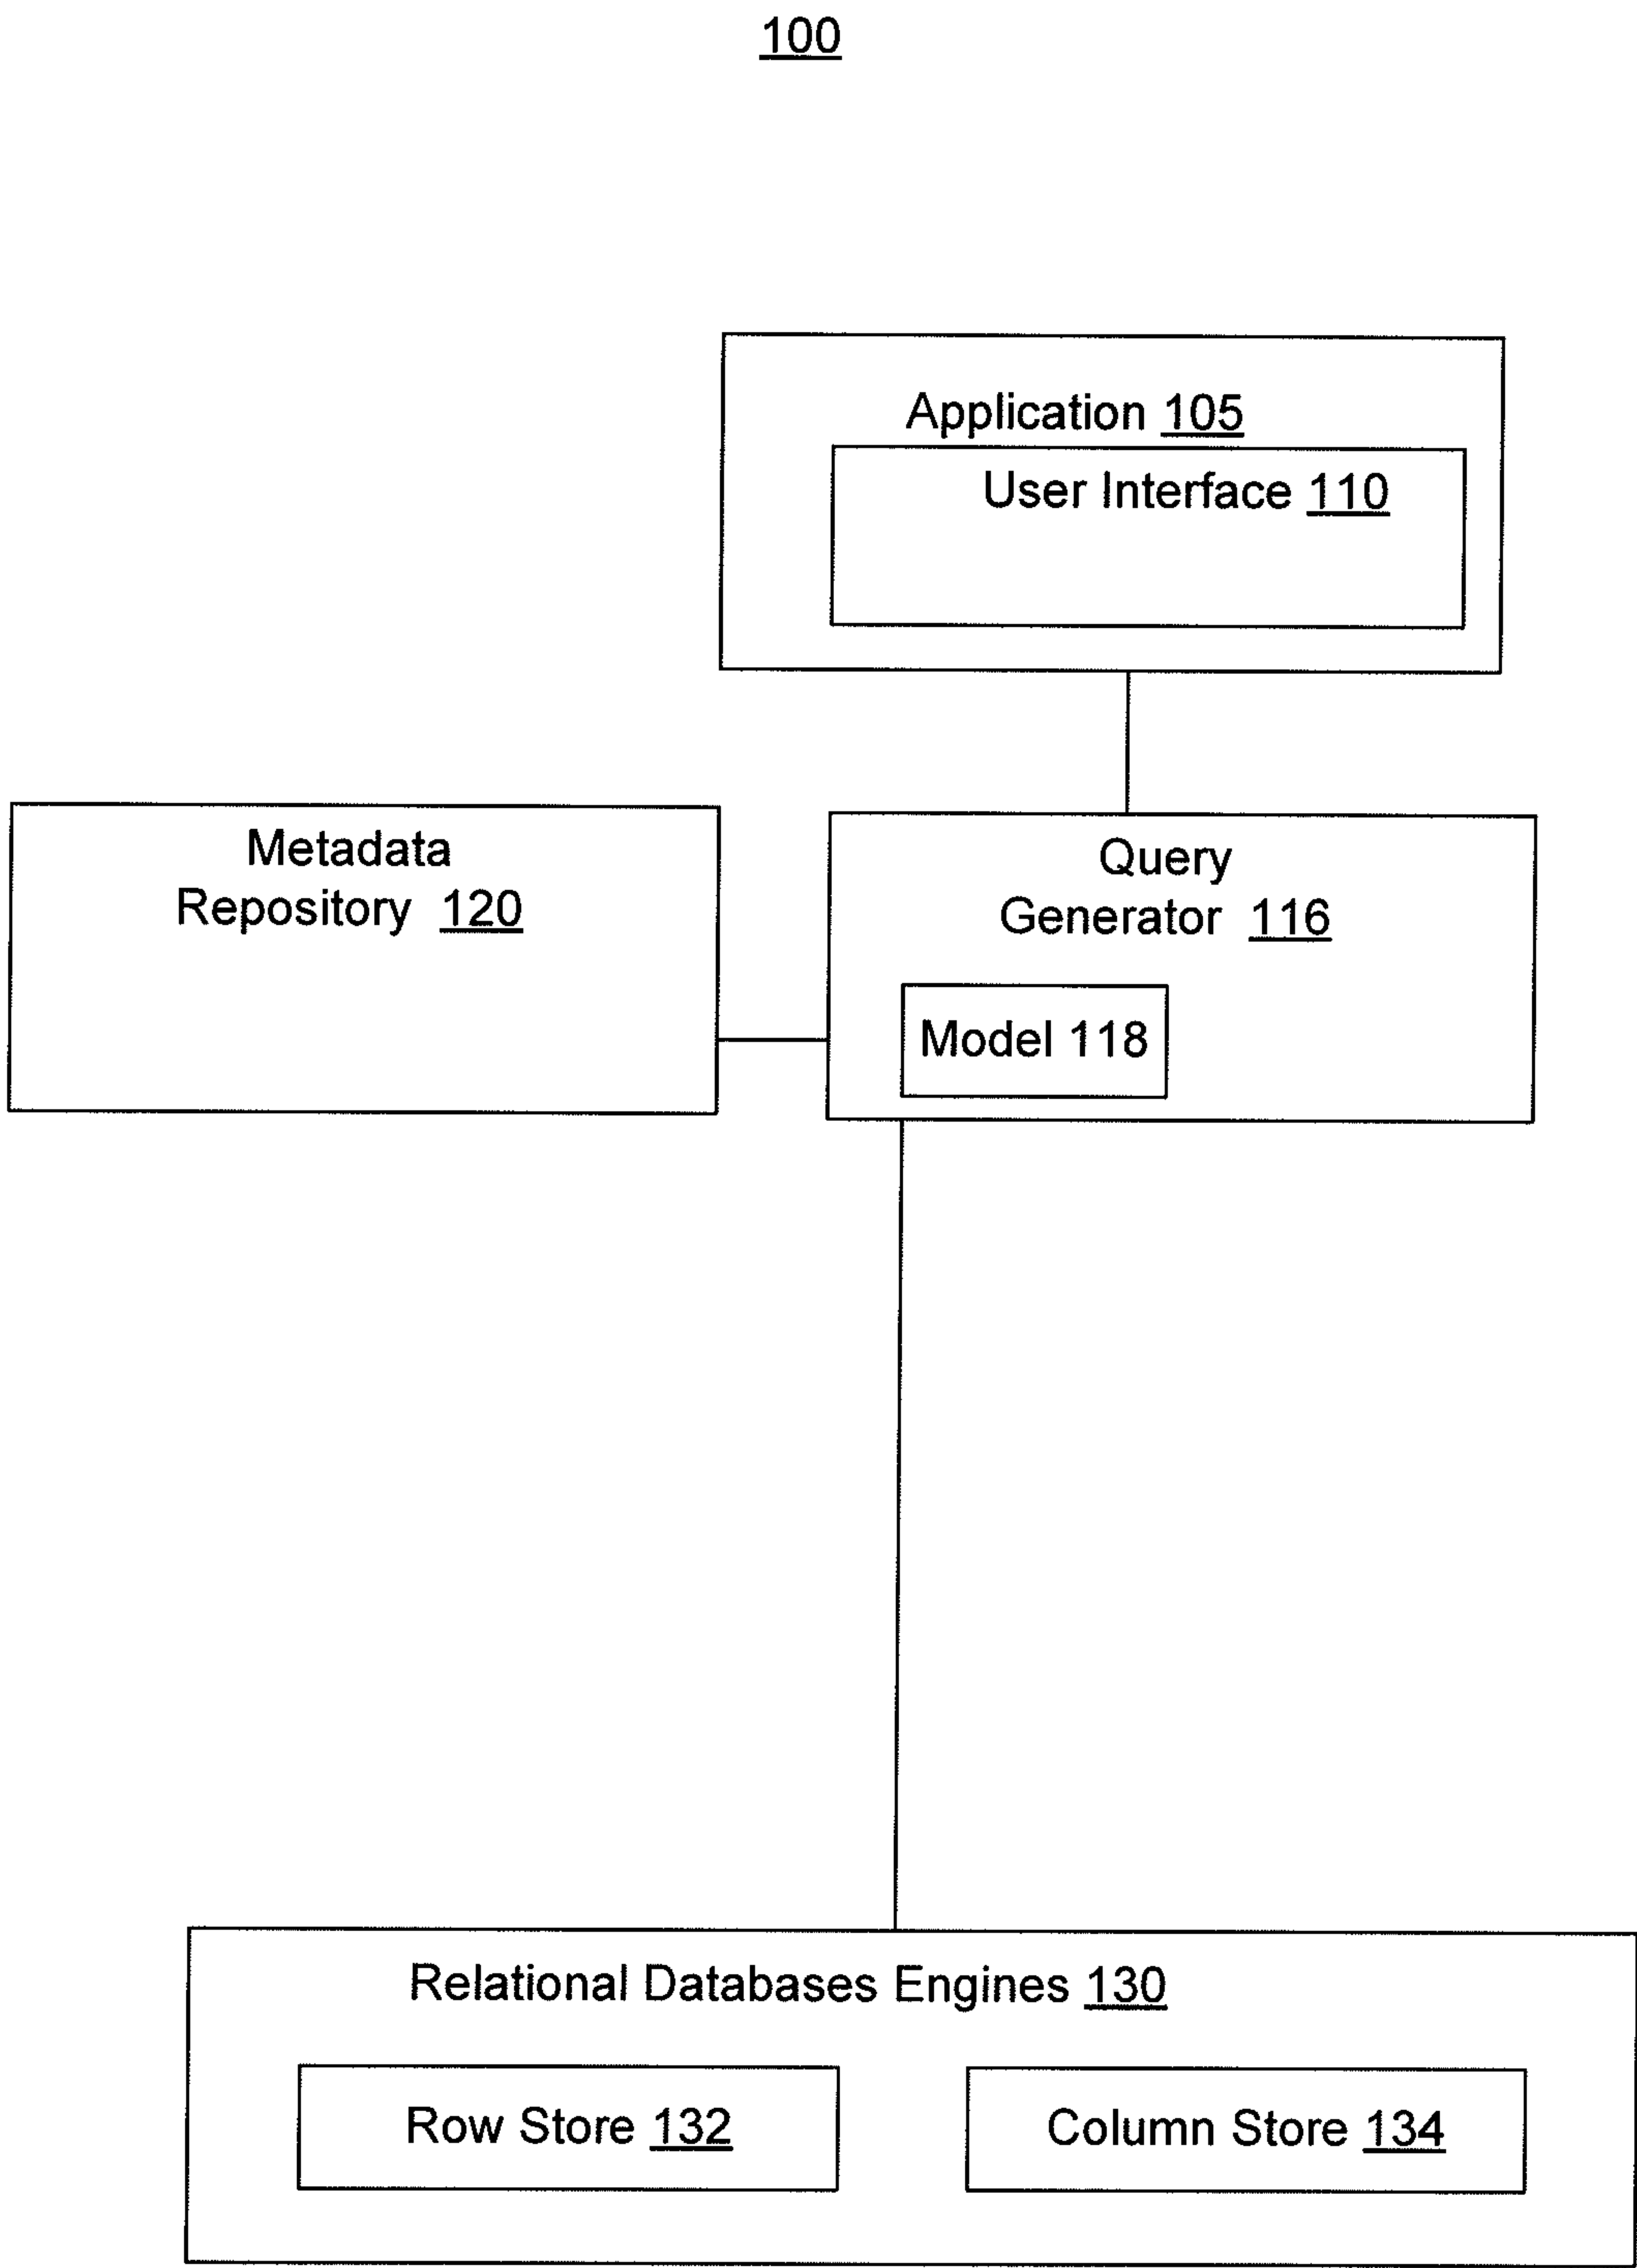 100
Application 105
User Interface 110
Metadata
Repository 120
Query
Generator 116
Model 118
Relational Databases Engines 130
Row Store 132
Column Store 134